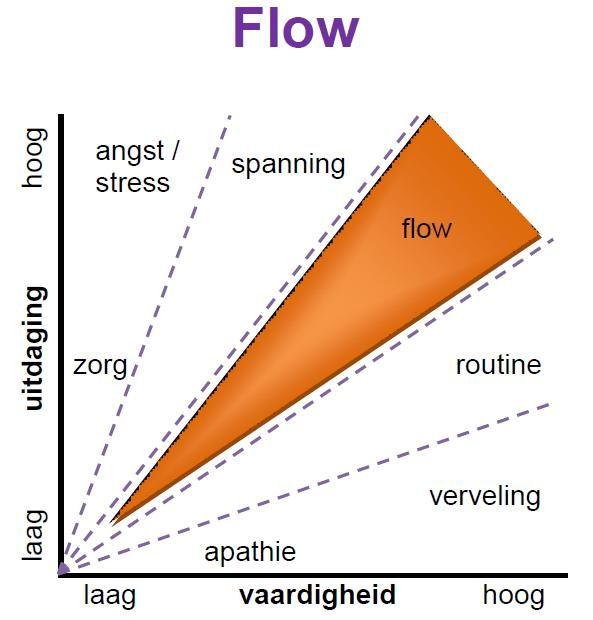 Flow
hoog
angst /
stress
spanning
flow
uitdaging
zorg
routine
verveling
laag
apathie
laag
vaardigheid
hoog